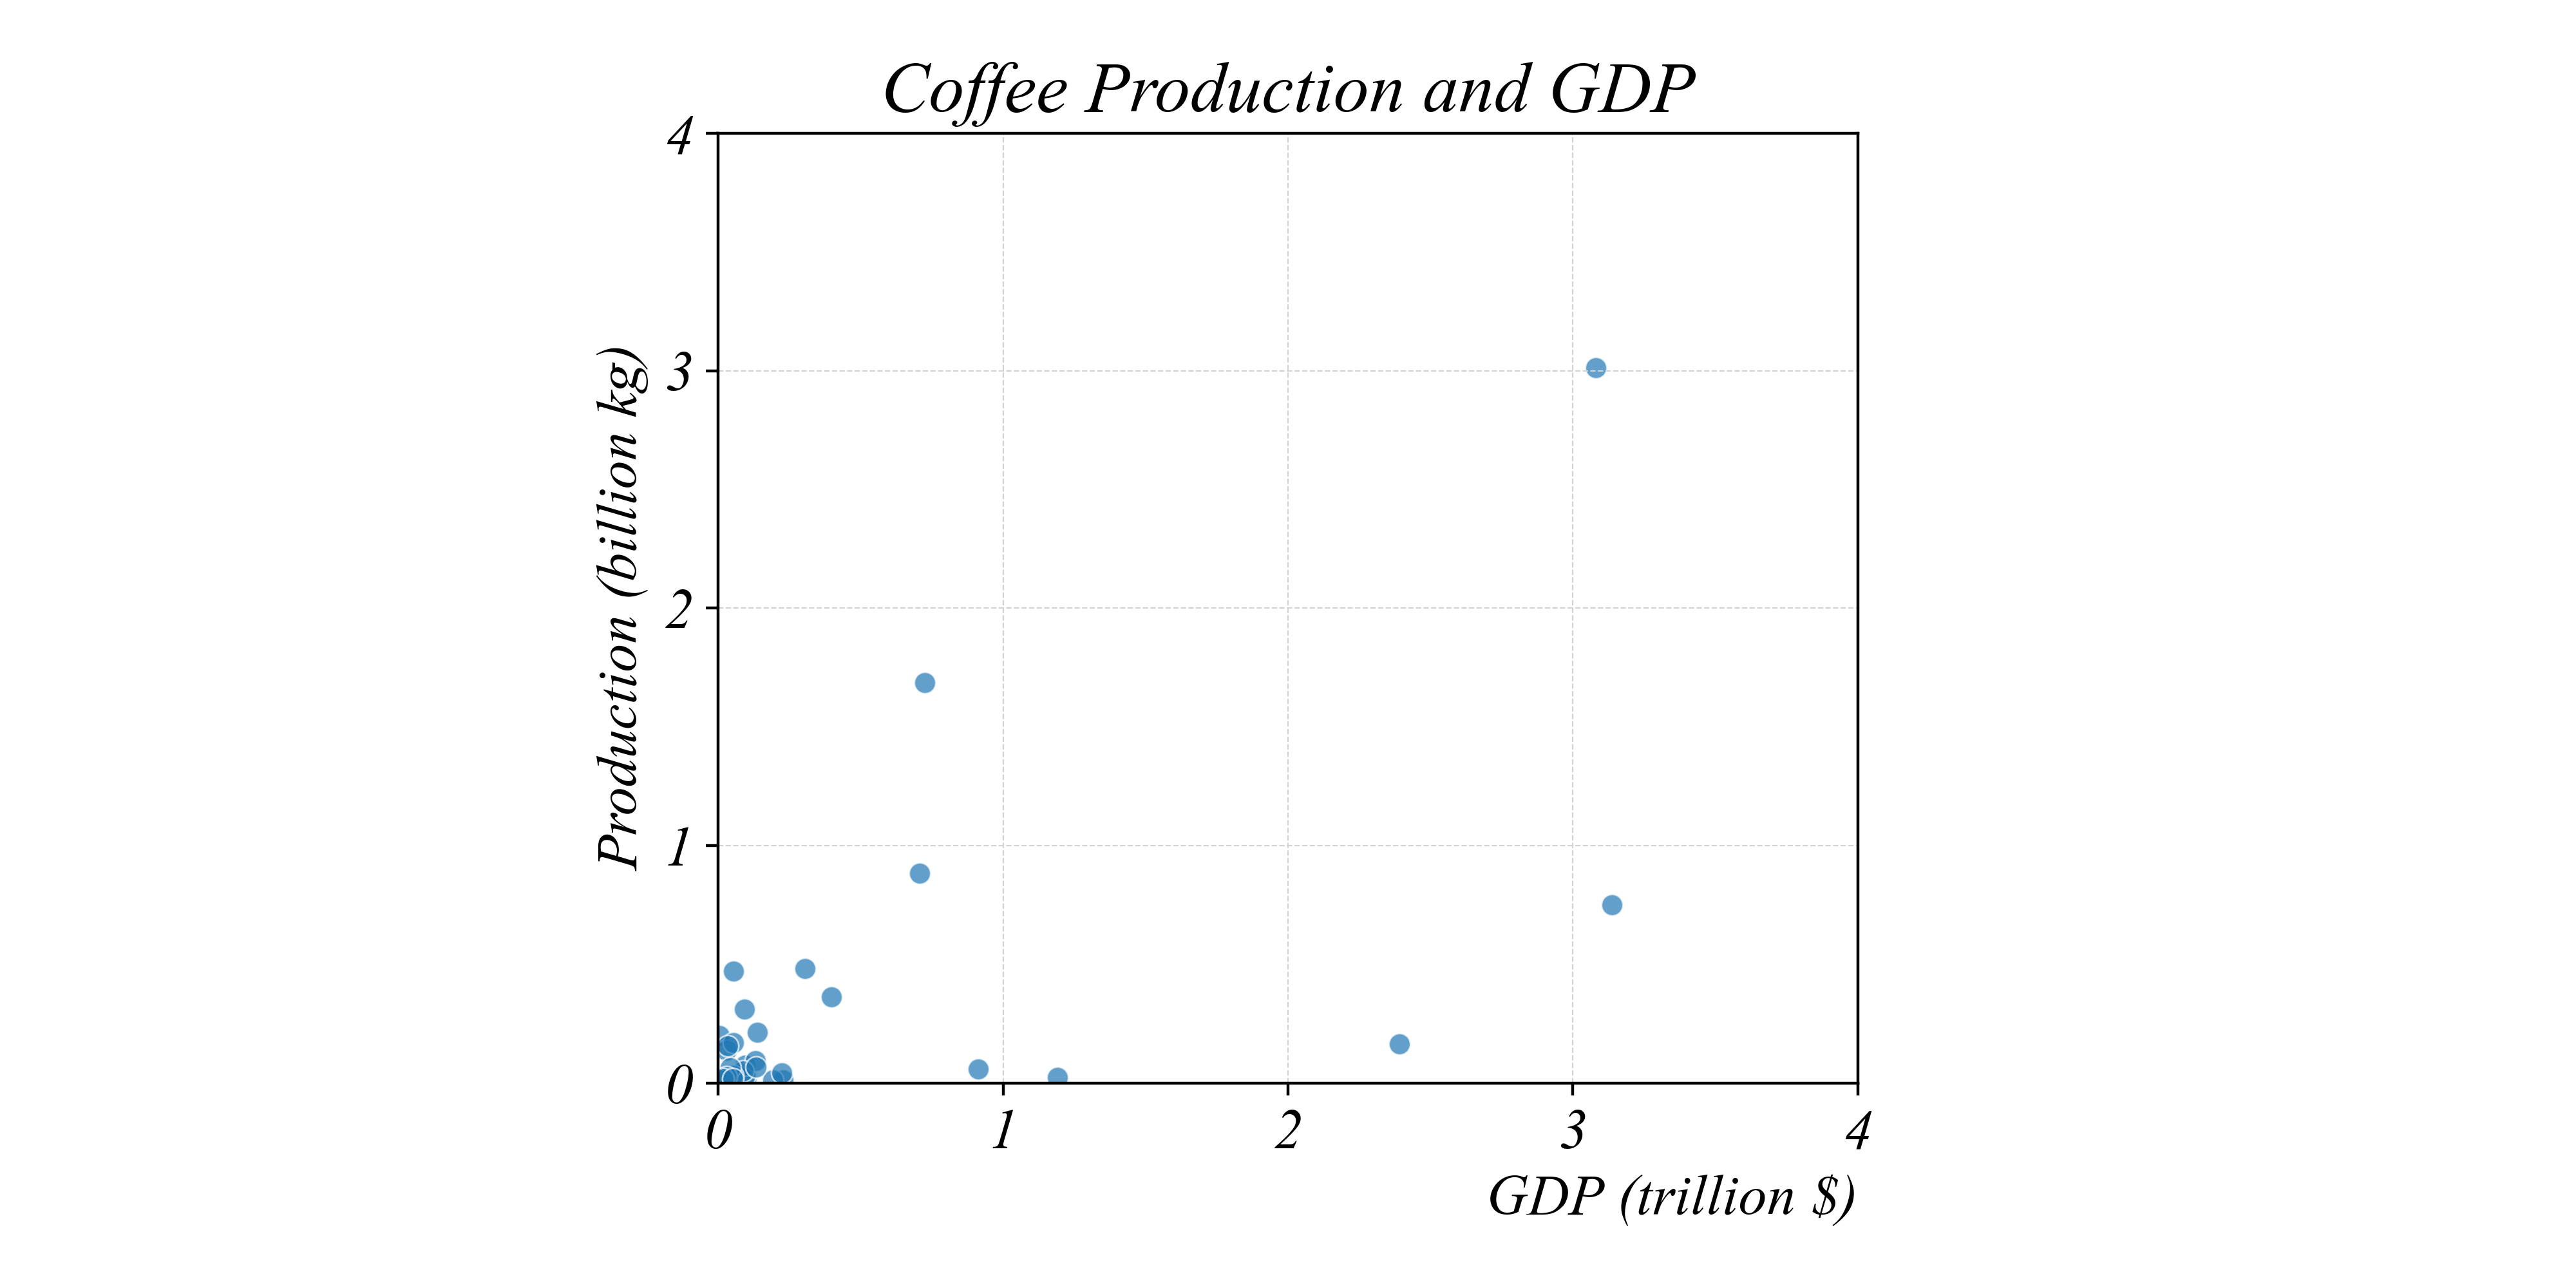 Coffee Production and GDP
Production (billion kg)
4
3
2
1
0
0 1 2 3 4
GDP (trillion $)